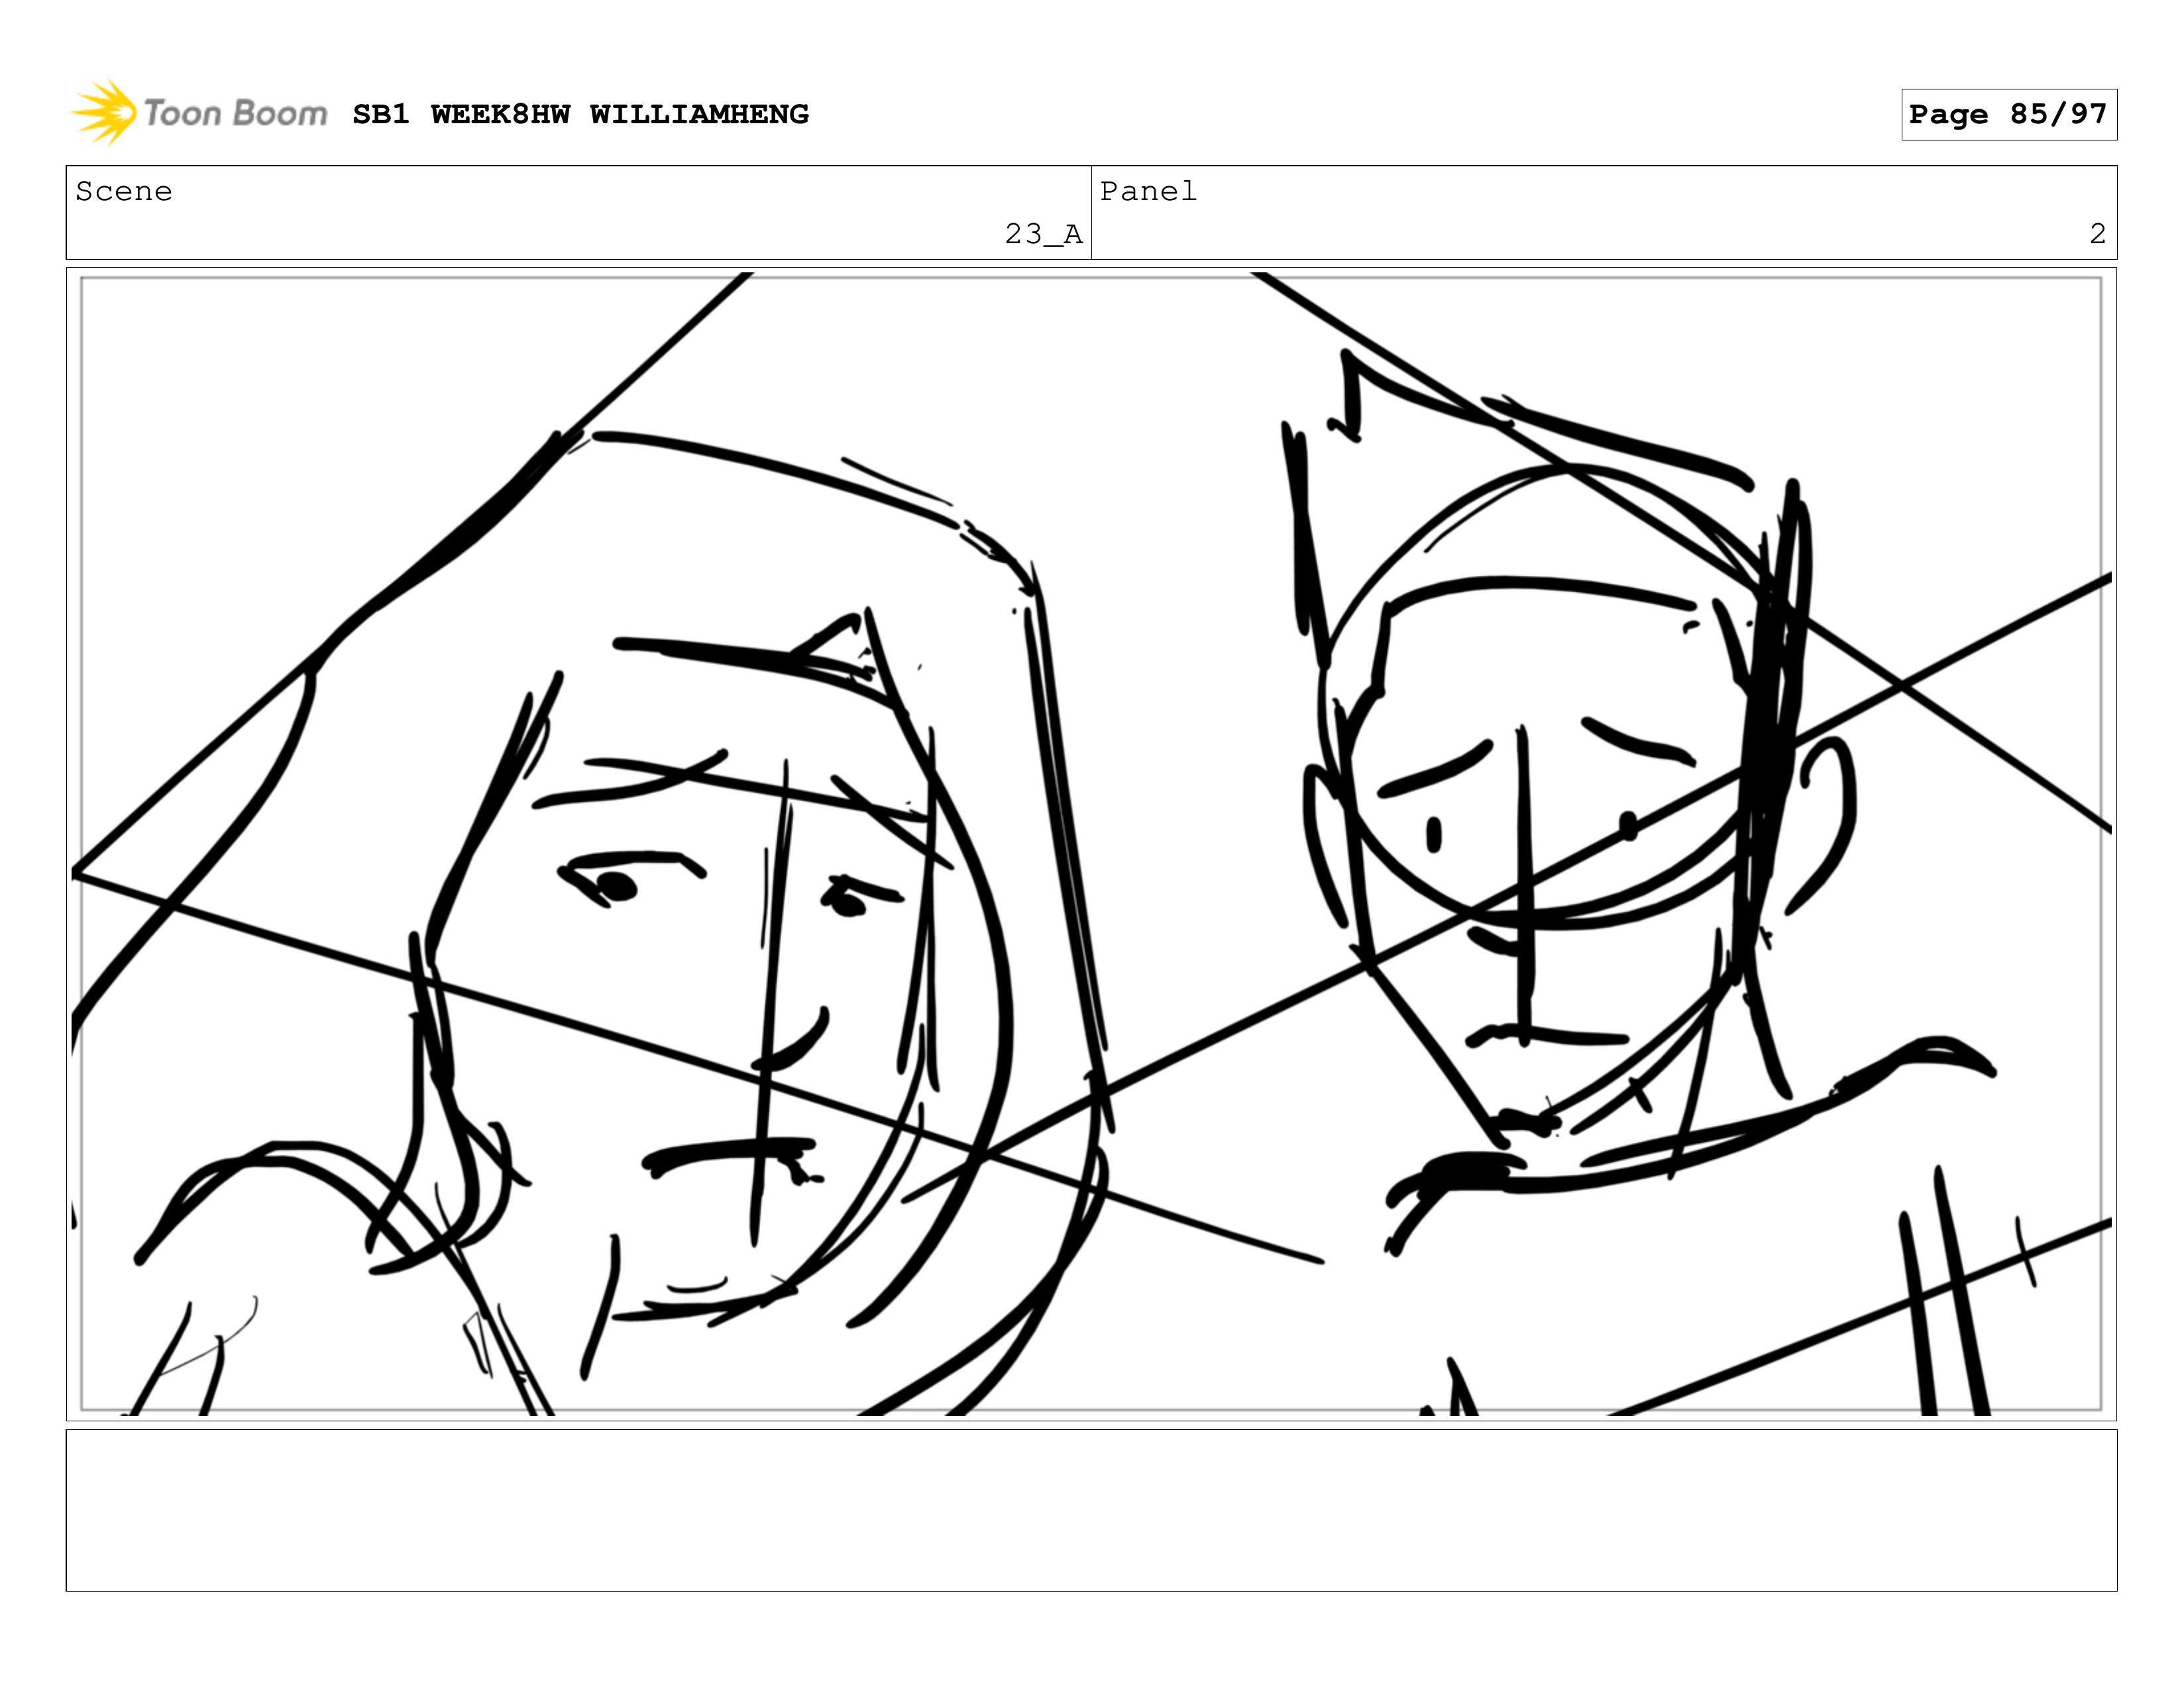 Toon Boom SB1 WEEK8HW WILLIAMHENG
Page 85/97
Scene
23_A
Panel
2